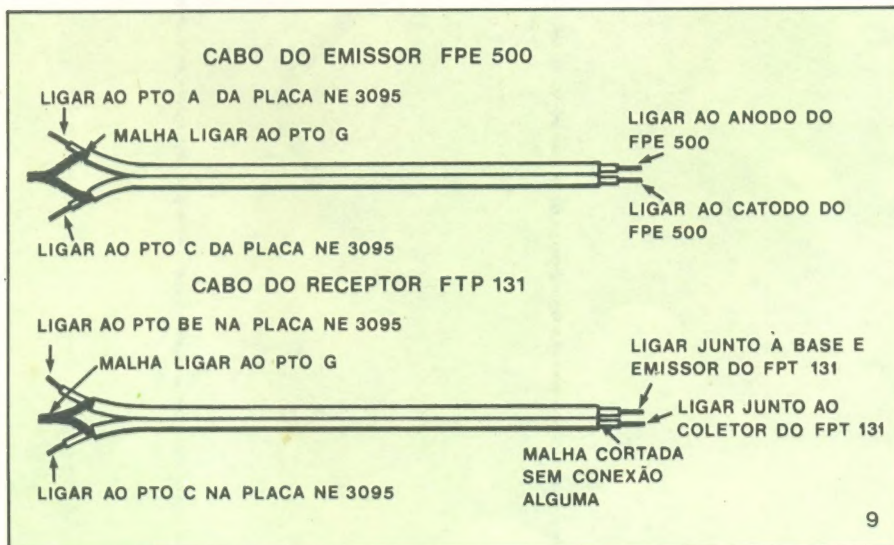 CABO DO EMISSOR FPE 500
LIGAR AO PTO A DA PLACA NE 3095
MALHA LIGAR AO PTO G
LIGAR AO ANODO DO
FPE 500
LIGAR AO CATODO DO
FPE 500
LIGAR AO PTO C DA PLACA NE 3095
CABO DO RECEPTOR FTP 131
LIGAR AO PTO BE NA PLACA NE 3095
MALHA LIGAR AO PTO G
LIGAR JUNTO À BASE E
EMISSOR DO FPT 131
LIGAR JUNTO AO
COLETOR DO FPT 131
MALHA CORTADA
SEM CONEXÃO
ALGUMA
LIGAR AO PTO C NA PLACA NE 3095
9